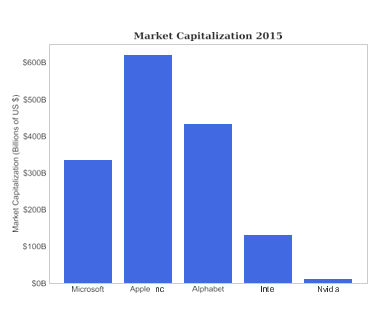 Market Capitalization 2015
Market Capitalization (Billions of US $)
$600B
$500B
$400B
$300B
$200B
$100B
$0B
Microsoft Apple nc Alphabet Inte Nvid a